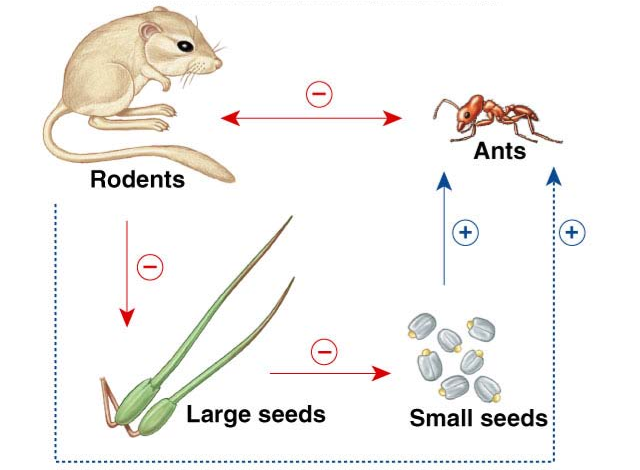 −
Rodents
Ants
+
+
−
−
Large seeds
Small seeds